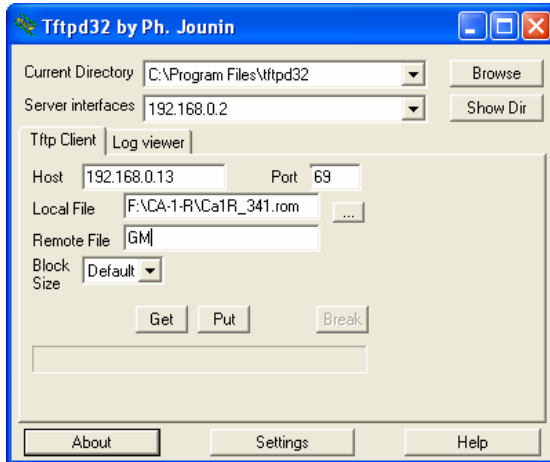 Tftpd32 by Ph. Jounin
Current Directory C:\Program Files\tftpd32 Browse
Server interfaces 192.168.0.2 Show Dir
Tftp Client Log viewer
Host 192.168.0.13 Port 69
Local File F:\CA-1-R\Ca1R_341.rom ...
Remote File GM
Block
Size Default
Get Put Break
About Settings Help